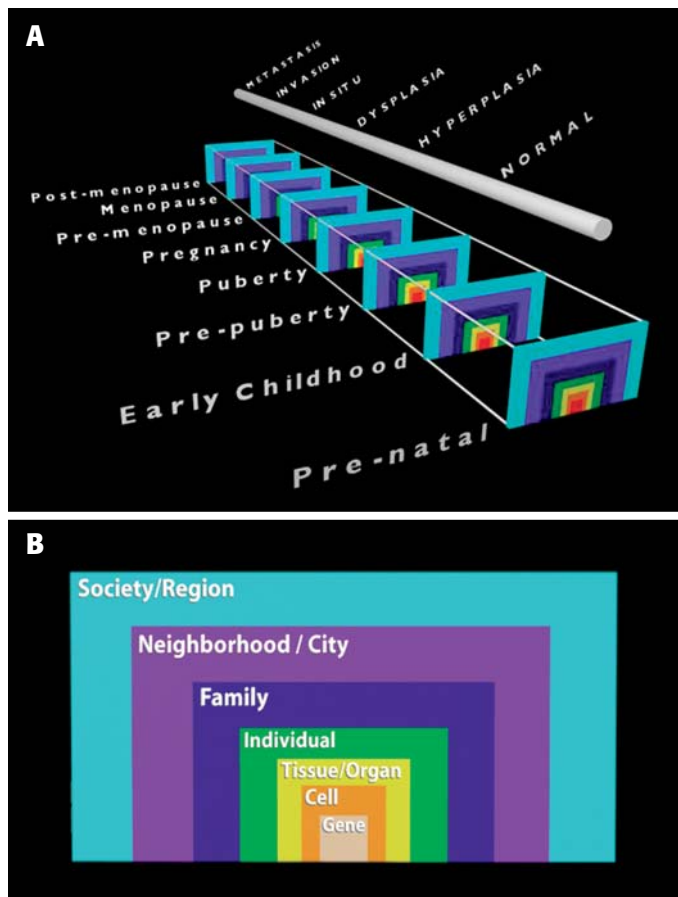 A
METASTASIS
INVASION
IN SITU
DYSPLASIA
HYPERPLASIA
NORMAL
Post-menopause
Menopause
Pre-menopause
Pregnancy
Puberty
Pre-puberty
Early Childhood
Pre-natal
B
Society/Region
Neighborhood / City
Family
Individual
Tissue/Organ
Cell
Gene